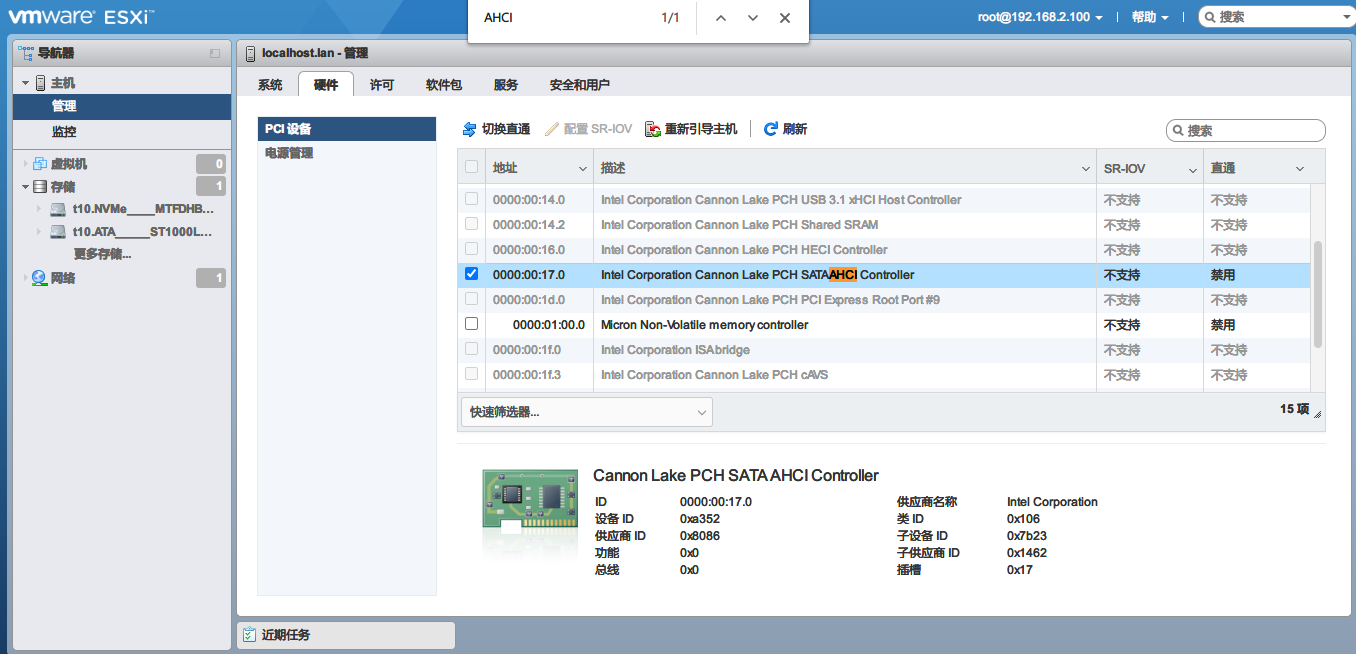 vmware ESXi™
AHCI
1/1
root@192.168.2.100
帮助
搜索
导航器
主机
管理
监控
虚拟机
0
存储
1
t10.NVMe____MTFDHB...
t10.ATA_____ST1000L...
更多存储...
网络
1
localhost.lan - 管理
系统
硬件
许可
软件包
服务
安全和用户
PCI 设备
电源管理
切换直通
配置 SR-IOV
重新引导主机
刷新
搜索
地址 描述 SR-IOV 直通
0000:00:14.0 Intel Corporation Cannon Lake PCH USB 3.1 xHCI Host Controller 不支持 不支持
0000:00:14.2 Intel Corporation Cannon Lake PCH Shared SRAM 不支持 不支持
0000:00:16.0 Intel Corporation Cannon Lake PCH HECI Controller 不支持 不支持
0000:00:17.0 Intel Corporation Cannon Lake PCH SATA AHCI Controller 不支持 禁用
0000:00:1d.0 Intel Corporation Cannon Lake PCH PCI Express Root Port #9 不支持 不支持
0000:01:00.0 Micron Non-Volatile memory controller 不支持 禁用
0000:00:1f.0 Intel Corporation ISA bridge 不支持 不支持
0000:00:1f.3 Intel Corporation Cannon Lake PCH cAVS 不支持 不支持
快速筛选器...
15 项
Cannon Lake PCH SATA AHCI Controller
ID 0000:00:17.0 供应商名称 Intel Corporation
设备 ID 0xa352 类 ID 0x106
供应商 ID 0x8086 子设备 ID 0x7b23
功能 0x0 子供应商 ID 0x1462
总线 0x0 插槽 0x17
近期任务